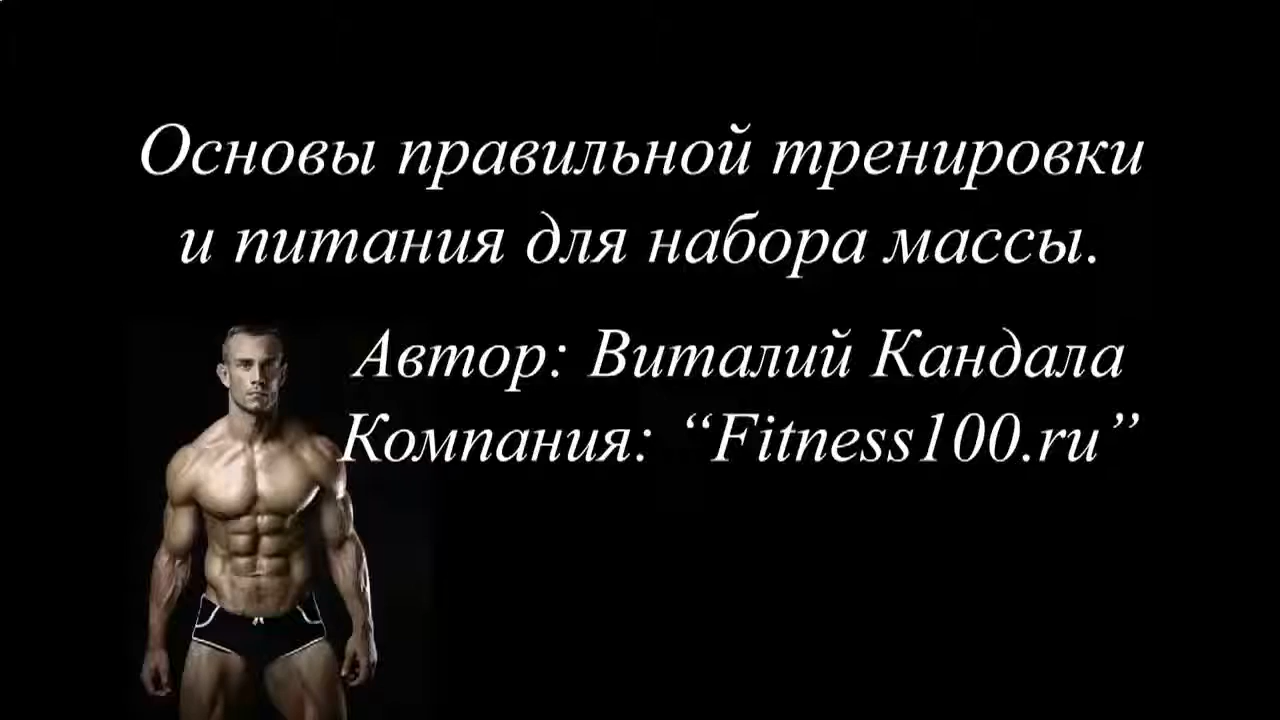 Основы правильной тренировки
и питания для набора массы.
Автор: Виталий Кандала
Компания: “Fitness100.ru”